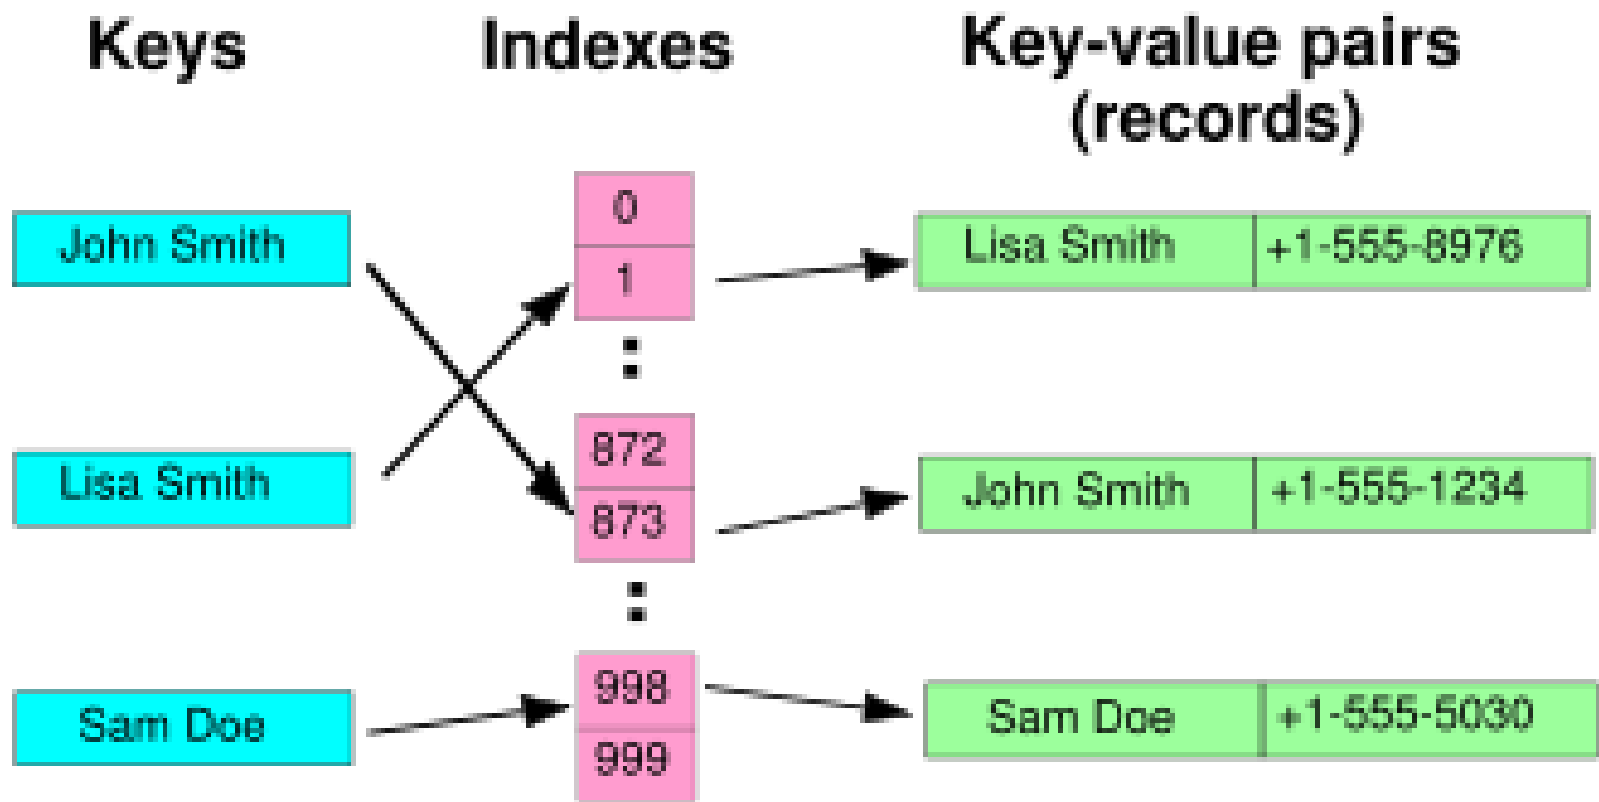 Keys Indexes Key-value pairs
(records)
0
John Smith Lisa Smith +1-555-8976
1
872
Lisa Smith John Smith +1-555-1234
873
998
Sam Doe Sam Doe +1-555-5030
999